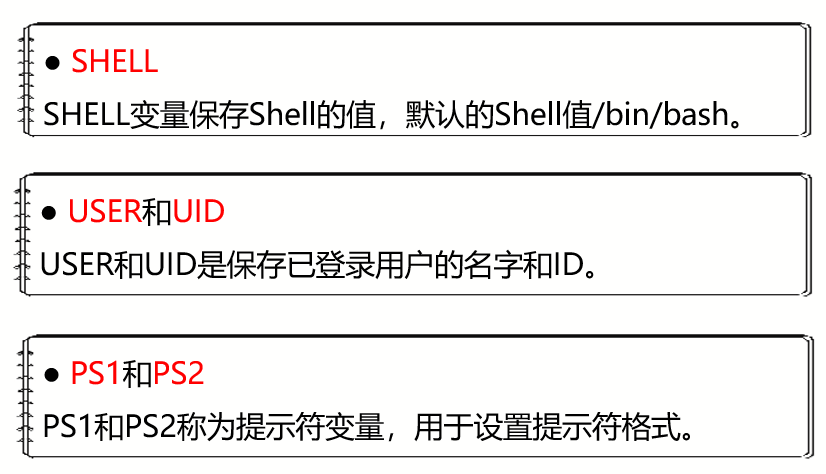 ● SHELL
SHELL变量保存Shell的值，默认的Shell值/bin/bash。
● USER和UID
USER和UID是保存已登录用户的名字和ID。
● PS1和PS2
PS1和PS2称为提示符变量，用于设置提示符格式。